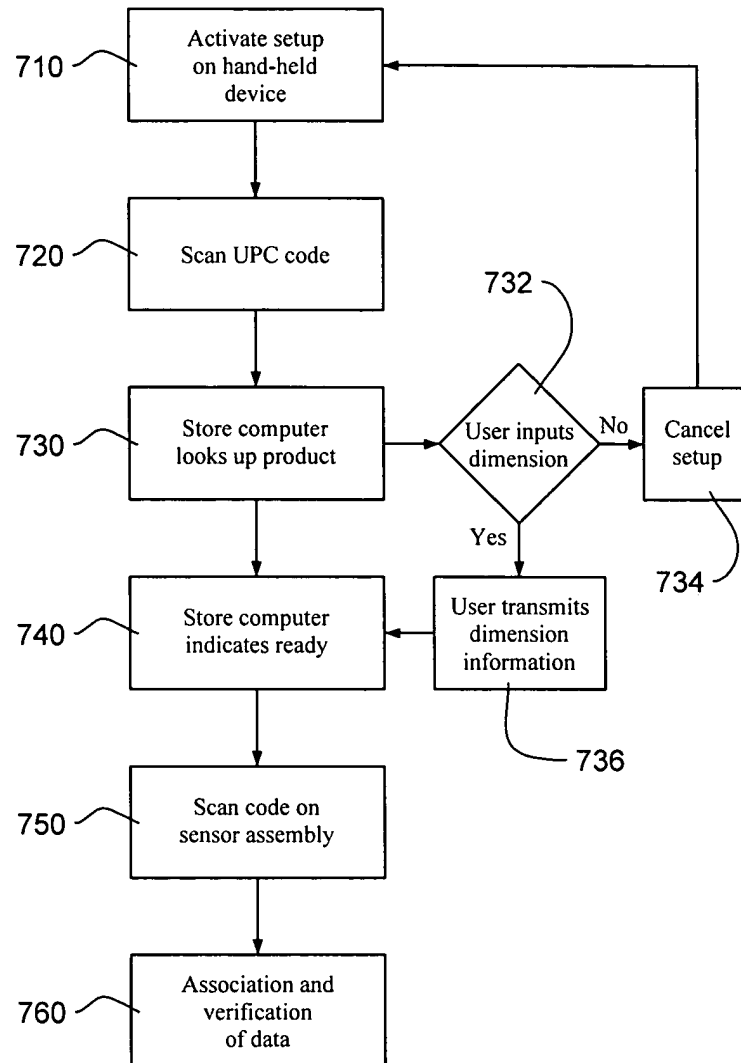 710
Activate setup
on hand-held
device
720
Scan UPC code
732
730
Store computer
looks up product
User inputs
dimension
No
Cancel
setup
734
Yes
740
Store computer
indicates ready
User transmits
dimension
information
736
750
Scan code on
sensor assembly
760
Association and
verification
of data